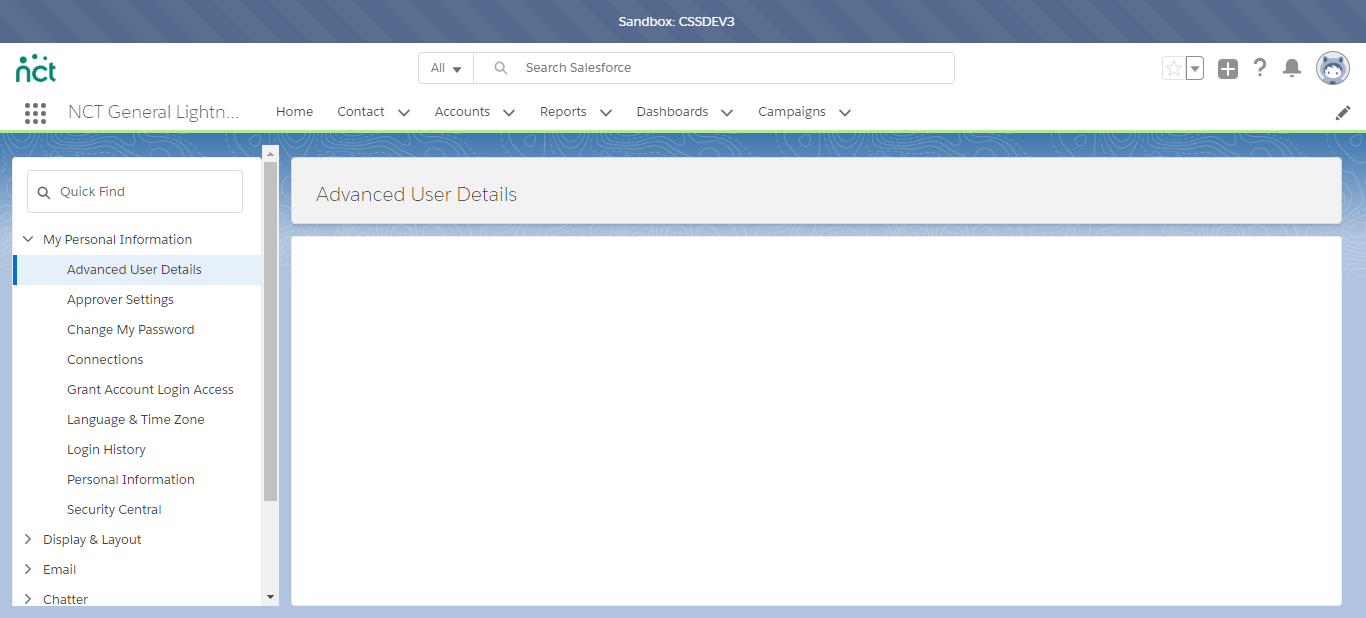 Sandbox: CSSDEV3
nct
All
Search Salesforce
NCT General Lightn...
Home
Contact
Accounts
Reports
Dashboards
Campaigns
Quick Find
My Personal Information
Advanced User Details
Approver Settings
Change My Password
Connections
Grant Account Login Access
Language & Time Zone
Login History
Personal Information
Security Central
Display & Layout
Email
Chatter
Advanced User Details